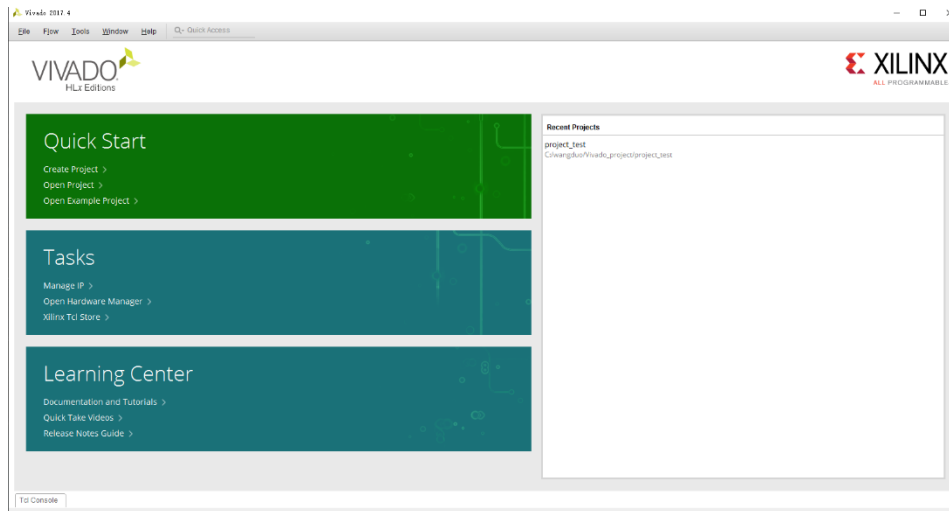 Vivado 2017.4
File Flow Tools Window Help Quick Access
VIVADO
HLx Editions
XILINX
ALL PROGRAMMABLE
Quick Start
Create Project >
Open Project >
Open Example Project >
Tasks
Manage IP >
Open Hardware Manager >
Xilinx Tcl Store >
Learning Center
Documentation and Tutorials >
Quick Take Videos >
Release Notes Guide >
Recent Projects
project_test
C:/wangduo/Vivado_project/project_test
Tcl Console